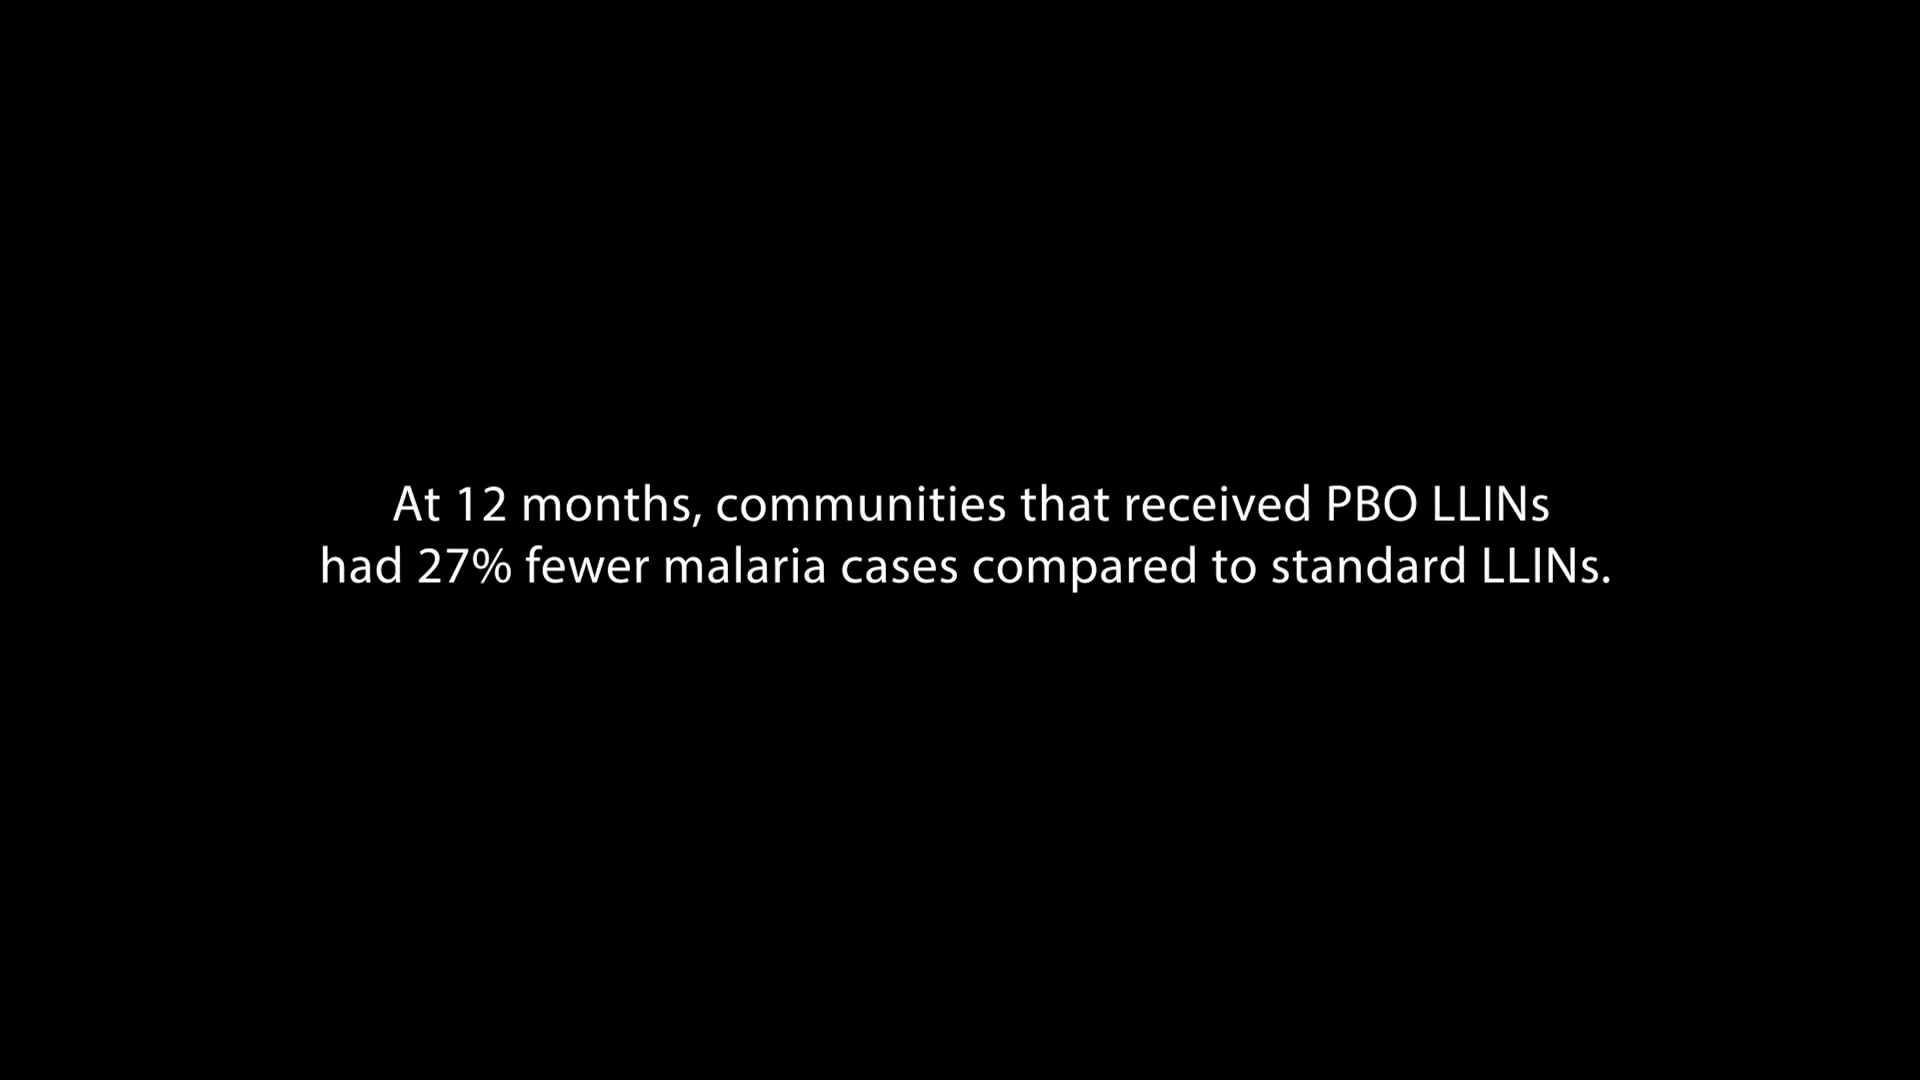 At 12 months, communities that received PBO LLINs
had 27% fewer malaria cases compared to standard LLINs.